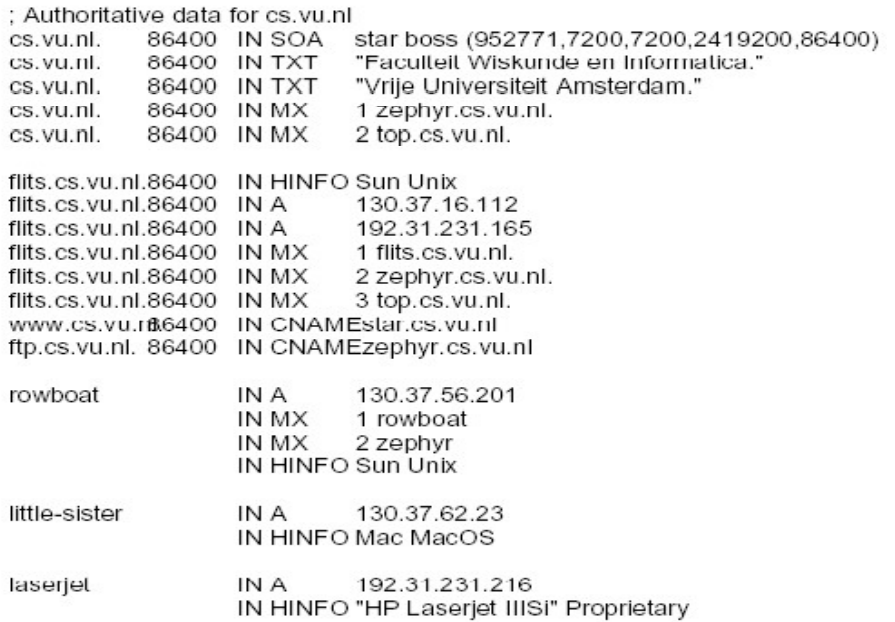 ; Authoritative data for cs.vu.nl
cs.vu.nl. 86400 IN SOA star boss (952771,7200,7200,2419200,86400)
cs.vu.nl. 86400 IN TXT "Faculteit Wiskunde en Informatica."
cs.vu.nl. 86400 IN TXT "Vrije Universiteit Amsterdam."
cs.vu.nl. 86400 IN MX 1 zephyr.cs.vu.nl.
cs.vu.nl. 86400 IN MX 2 top.cs.vu.nl.
flits.cs.vu.nl. 86400 IN HINFO Sun Unix
flits.cs.vu.nl. 86400 IN A 130.37.16.112
flits.cs.vu.nl. 86400 IN A 192.31.231.165
flits.cs.vu.nl. 86400 IN MX 1 flits.cs.vu.nl.
flits.cs.vu.nl. 86400 IN MX 2 zephyr.cs.vu.nl.
flits.cs.vu.nl. 86400 IN MX 3 top.cs.vu.nl.
www.cs.vu.nl. 86400 IN CNAME star.cs.vu.nl
ftp.cs.vu.nl. 86400 IN CNAME zephyr.cs.vu.nl
rowboat IN A 130.37.56.201
IN MX 1 rowboat
IN MX 2 zephyr
IN HINFO Sun Unix
little-sister IN A 130.37.62.23
IN HINFO Mac MacOS
laserjet IN A 192.31.231.216
IN HINFO "HP Laserjet IIISi" Proprietary